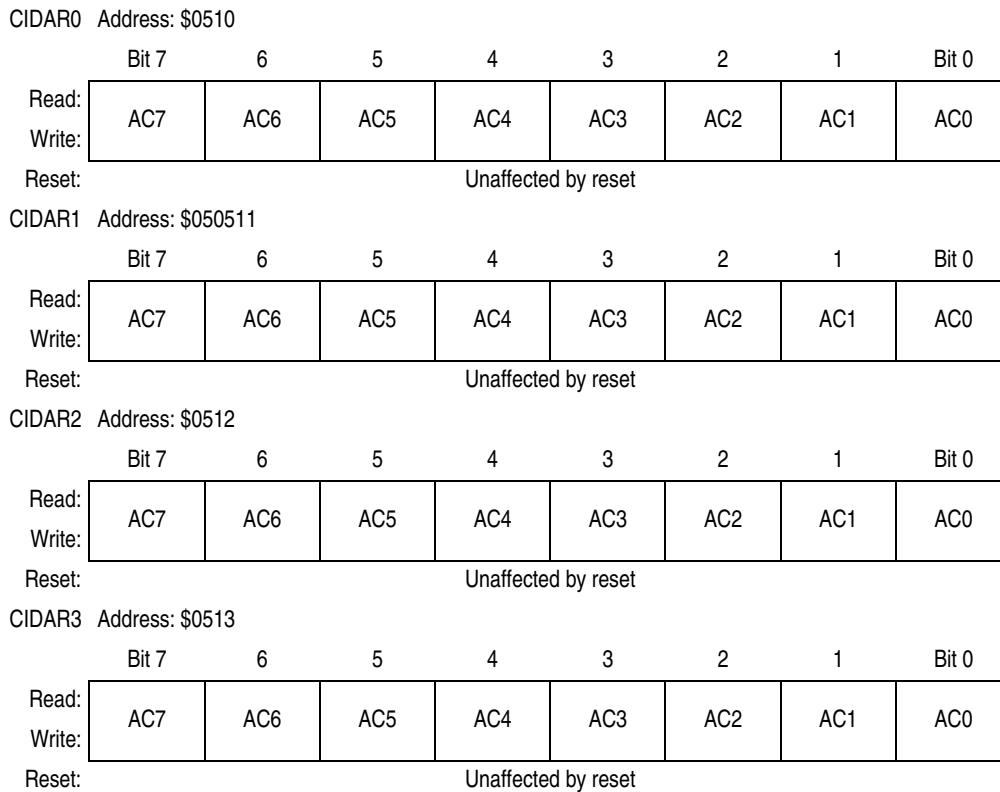 CIDAR0 Address: $0510
Bit 7 6 5 4 3 2 1 Bit 0
Read:
AC7 AC6 AC5 AC4 AC3 AC2 AC1 AC0
Write:
Reset: Unaffected by reset
CIDAR1 Address: $050511
Bit 7 6 5 4 3 2 1 Bit 0
Read:
AC7 AC6 AC5 AC4 AC3 AC2 AC1 AC0
Write:
Reset: Unaffected by reset
CIDAR2 Address: $0512
Bit 7 6 5 4 3 2 1 Bit 0
Read:
AC7 AC6 AC5 AC4 AC3 AC2 AC1 AC0
Write:
Reset: Unaffected by reset
CIDAR3 Address: $0513
Bit 7 6 5 4 3 2 1 Bit 0
Read:
AC7 AC6 AC5 AC4 AC3 AC2 AC1 AC0
Write:
Reset: Unaffected by reset